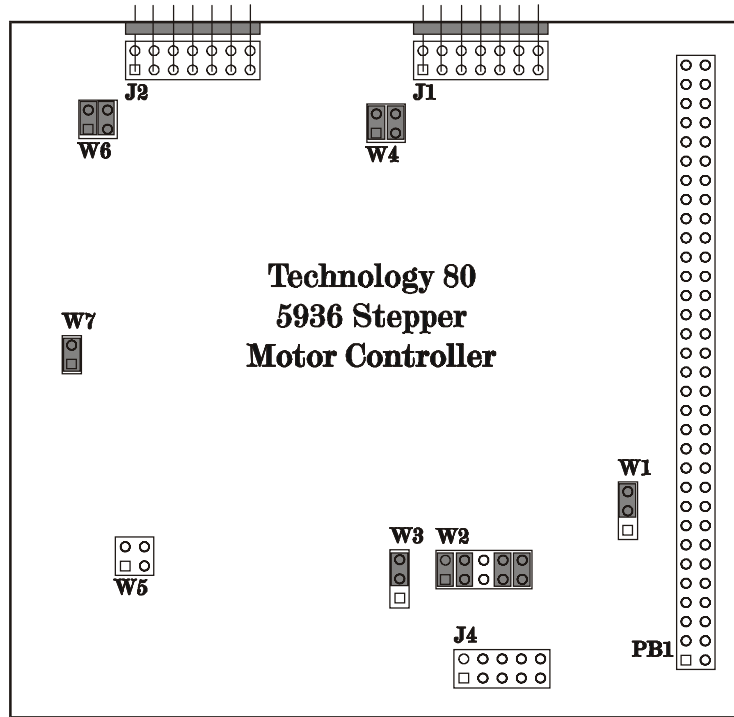 J2
J1
W6
W4
Technology 80
5936 Stepper
Motor Controller
W7
W1
W3
W2
W5
J4
PB1